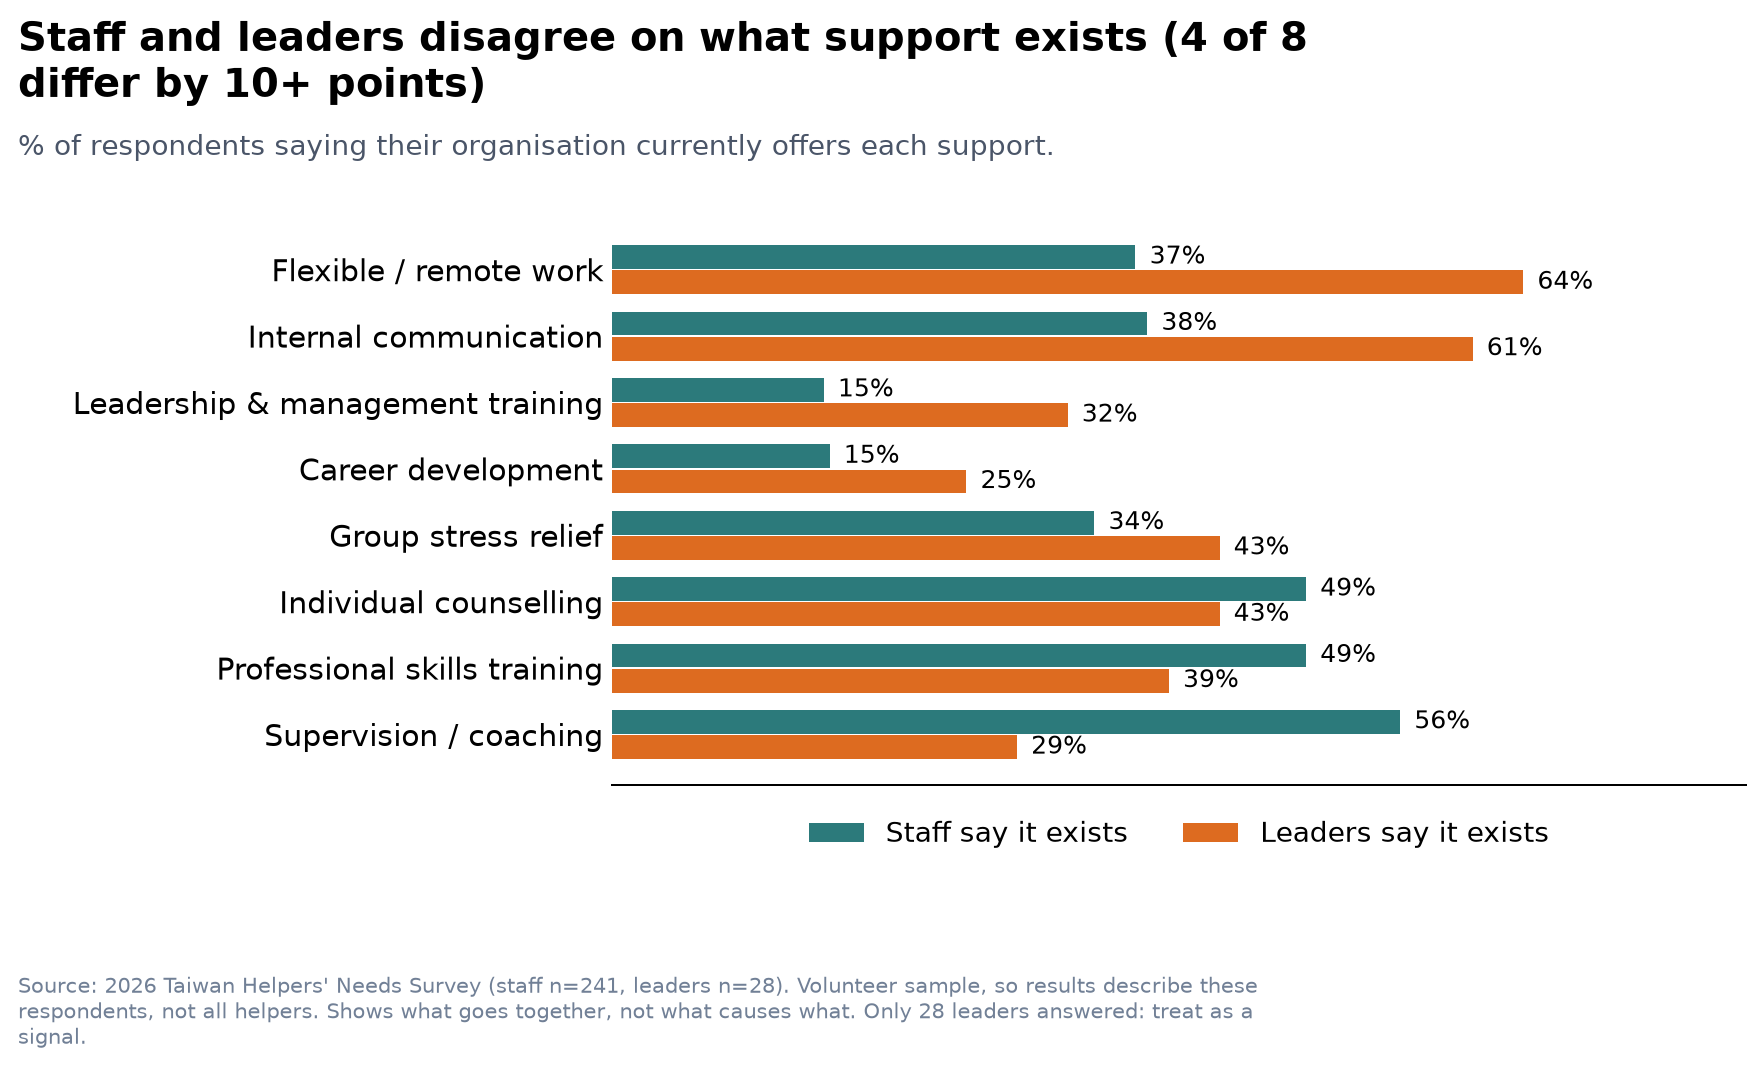 Staff and leaders disagree on what support exists (4 of 8
differ by 10+ points)
% of respondents saying their organisation currently offers each support.
Flexible / remote work
37%
64%
Internal communication
38%
61%
Leadership & management training
15%
32%
Career development
15%
25%
Group stress relief
34%
43%
Individual counselling
49%
43%
Professional skills training
49%
39%
Supervision / coaching
56%
29%
Staff say it exists
Leaders say it exists
Source: 2026 Taiwan Helpers' Needs Survey (staff n=241, leaders n=28). Volunteer sample, so results describe these
respondents, not all helpers. Shows what goes together, not what causes what. Only 28 leaders answered: treat as a
signal.